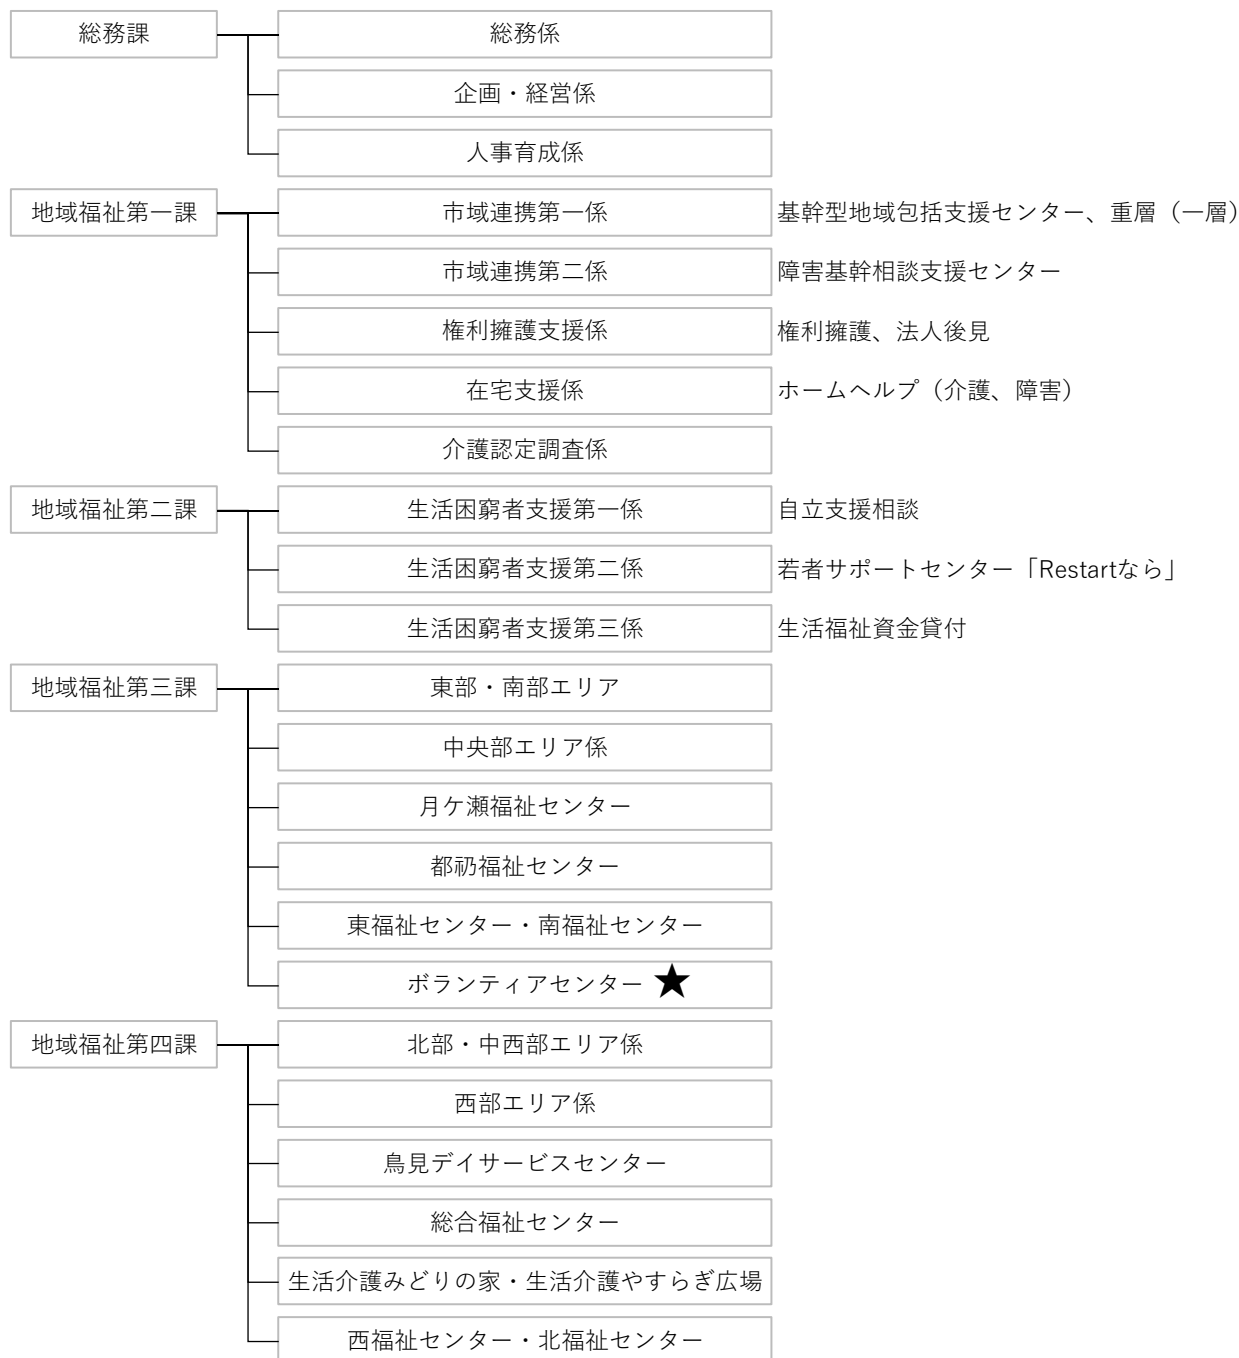 総務課 総務係
企画・経営係
人事育成係
地域福祉第一課 市域連携第一係 基幹型地域包括支援センター、重層（一層）
市域連携第二係 障害基幹相談支援センター
権利擁護支援係 権利擁護、法人後見
在宅支援係 ホームヘルプ（介護、障害）
介護認定調査係
地域福祉第二課 生活困窮者支援第一係 自立支援相談
生活困窮者支援第二係 若者サポートセンター「Restartなら」
生活困窮者支援第三係 生活福祉資金貸付
地域福祉第三課 東部・南部エリア
中央部エリア係
月ケ瀬福祉センター
都祁福祉センター
東福祉センター・南福祉センター
ボランティアセンター ★
地域福祉第四課 北部・中西部エリア係
西部エリア係
鳥見デイサービスセンター
総合福祉センター
生活介護みどりの家・生活介護やすらぎ広場
西福祉センター・北福祉センター